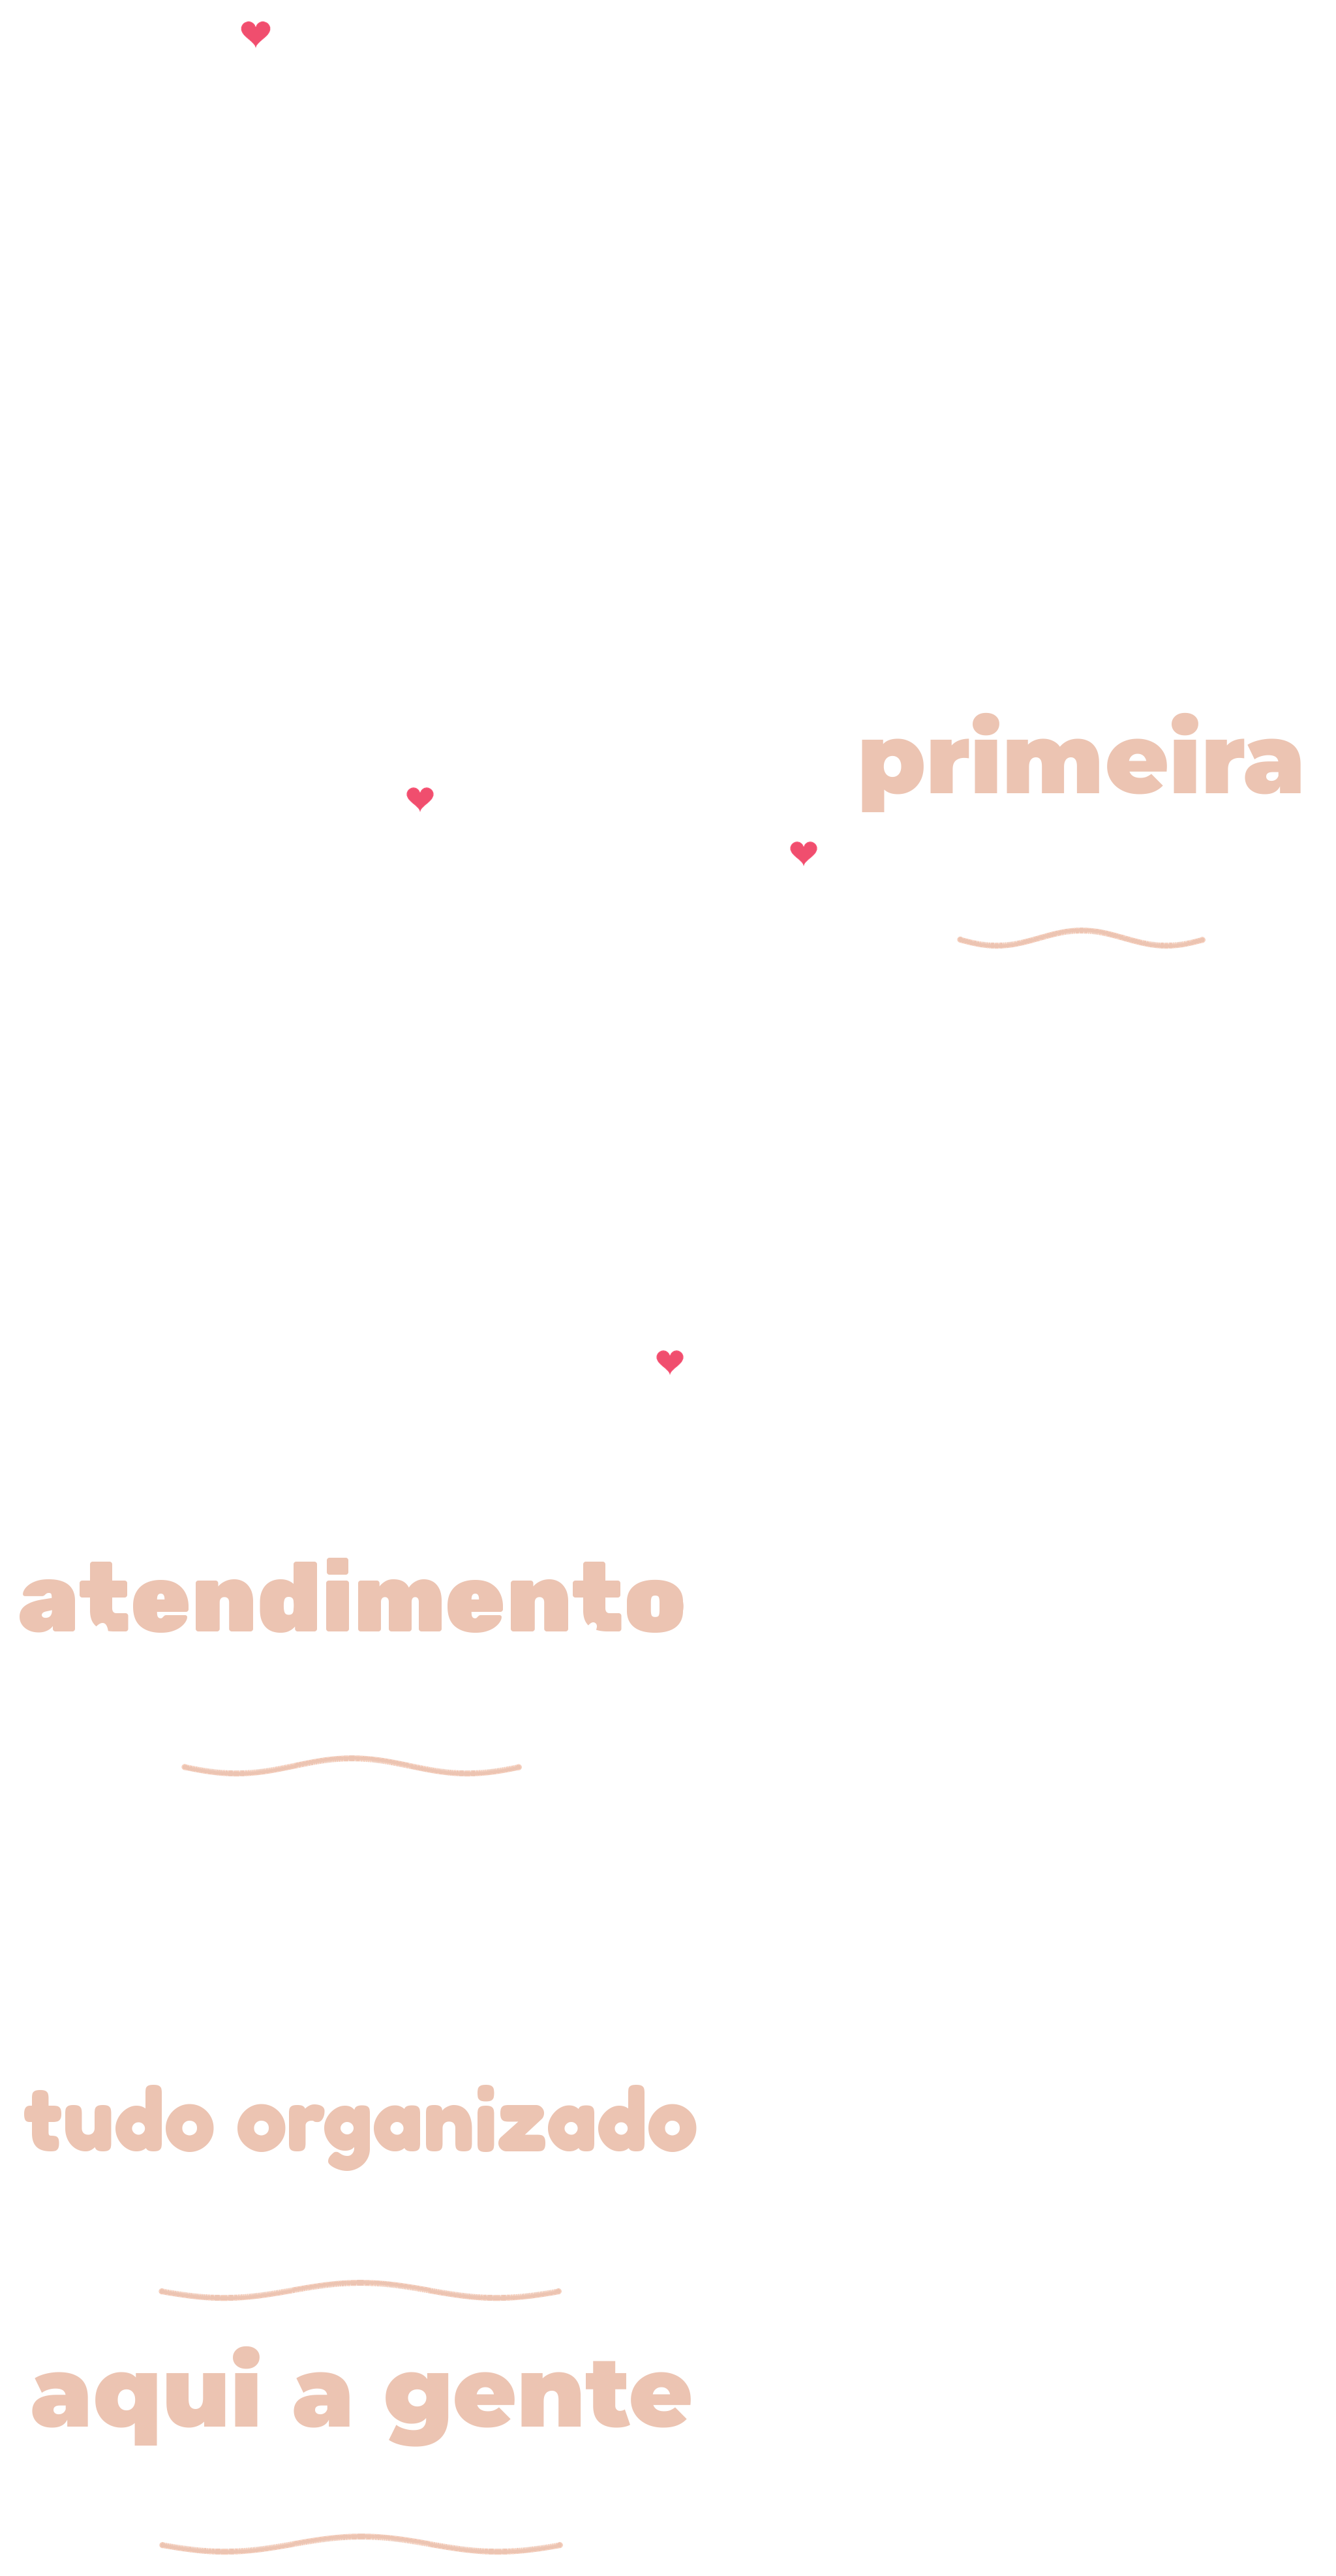 primeira
atendimento
tudo organizado
aqui a gente